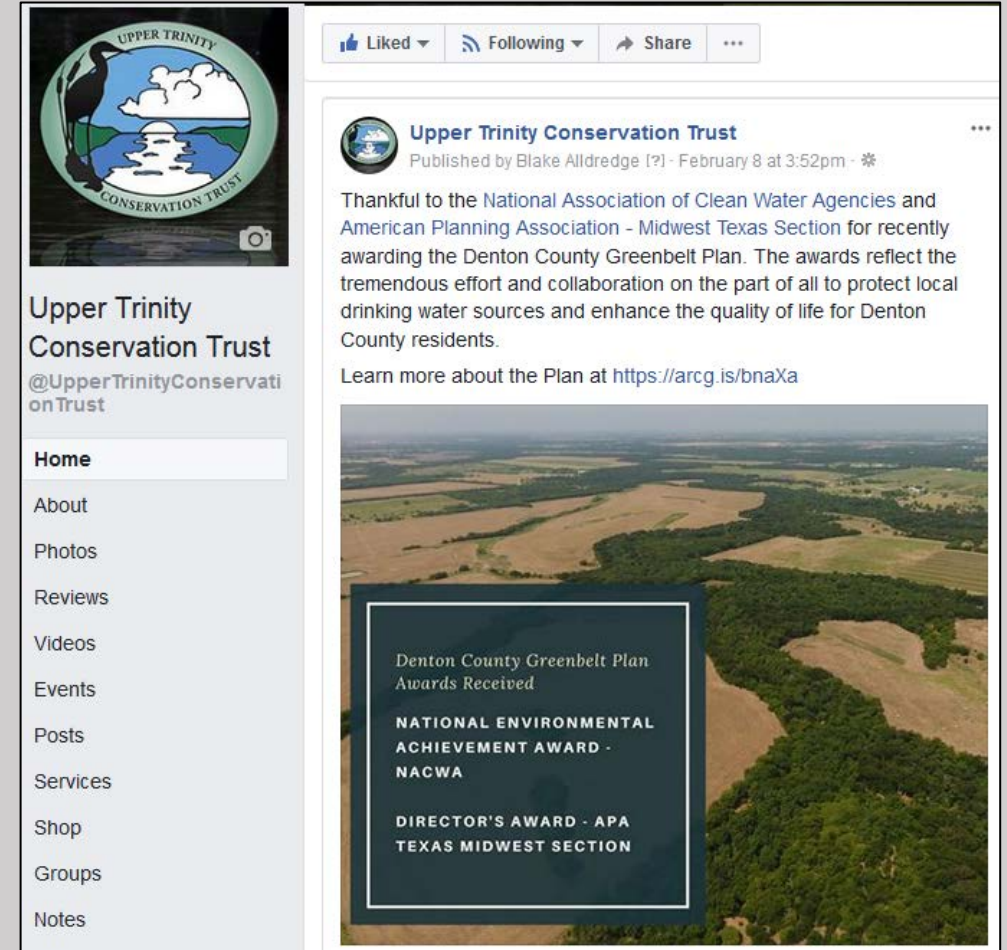 UPPER TRINITY
CONSERVATION TRUST
Upper Trinity
Conservation Trust
@UpperTrinityConservati
onTrust
Home
About
Photos
Reviews
Videos
Events
Posts
Services
Shop
Groups
Notes
Liked
Following
Share
Upper Trinity Conservation Trust
Published by Blake Alldredge [?] · February 8 at 3:52pm ·
Thankful to the National Association of Clean Water Agencies and
American Planning Association - Midwest Texas Section for recently
awarding the Denton County Greenbelt Plan. The awards reflect the
tremendous effort and collaboration on the part of all to protect local
drinking water sources and enhance the quality of life for Denton
County residents.
Learn more about the Plan at https://arcg.is/bnaXa
Denton County Greenbelt Plan
Awards Received
NATIONAL ENVIRONMENTAL
ACHIEVEMENT AWARD -
NACWA
DIRECTOR'S AWARD - APA
TEXAS MIDWEST SECTION